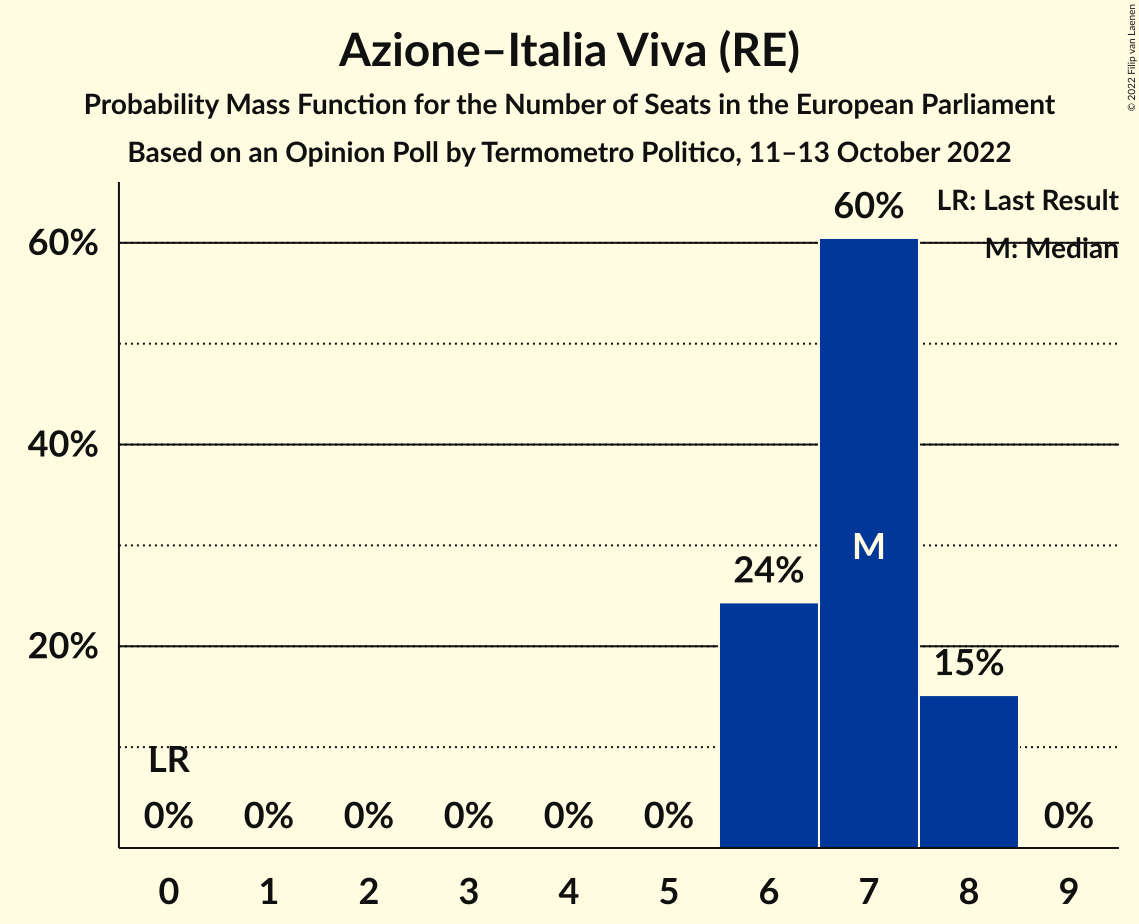 Azione–Italia Viva (RE)
Probability Mass Function for the Number of Seats in the European Parliament
Based on an Opinion Poll by Termometro Politico, 11–13 October 2022
© 2022 Filip van Laenen
LR: Last Result
M: Median
60%
40%
20%
LR
0%
0%
0%
0%
0%
0%
24%
60%
M
15%
0%
0
1
2
3
4
5
6
7
8
9